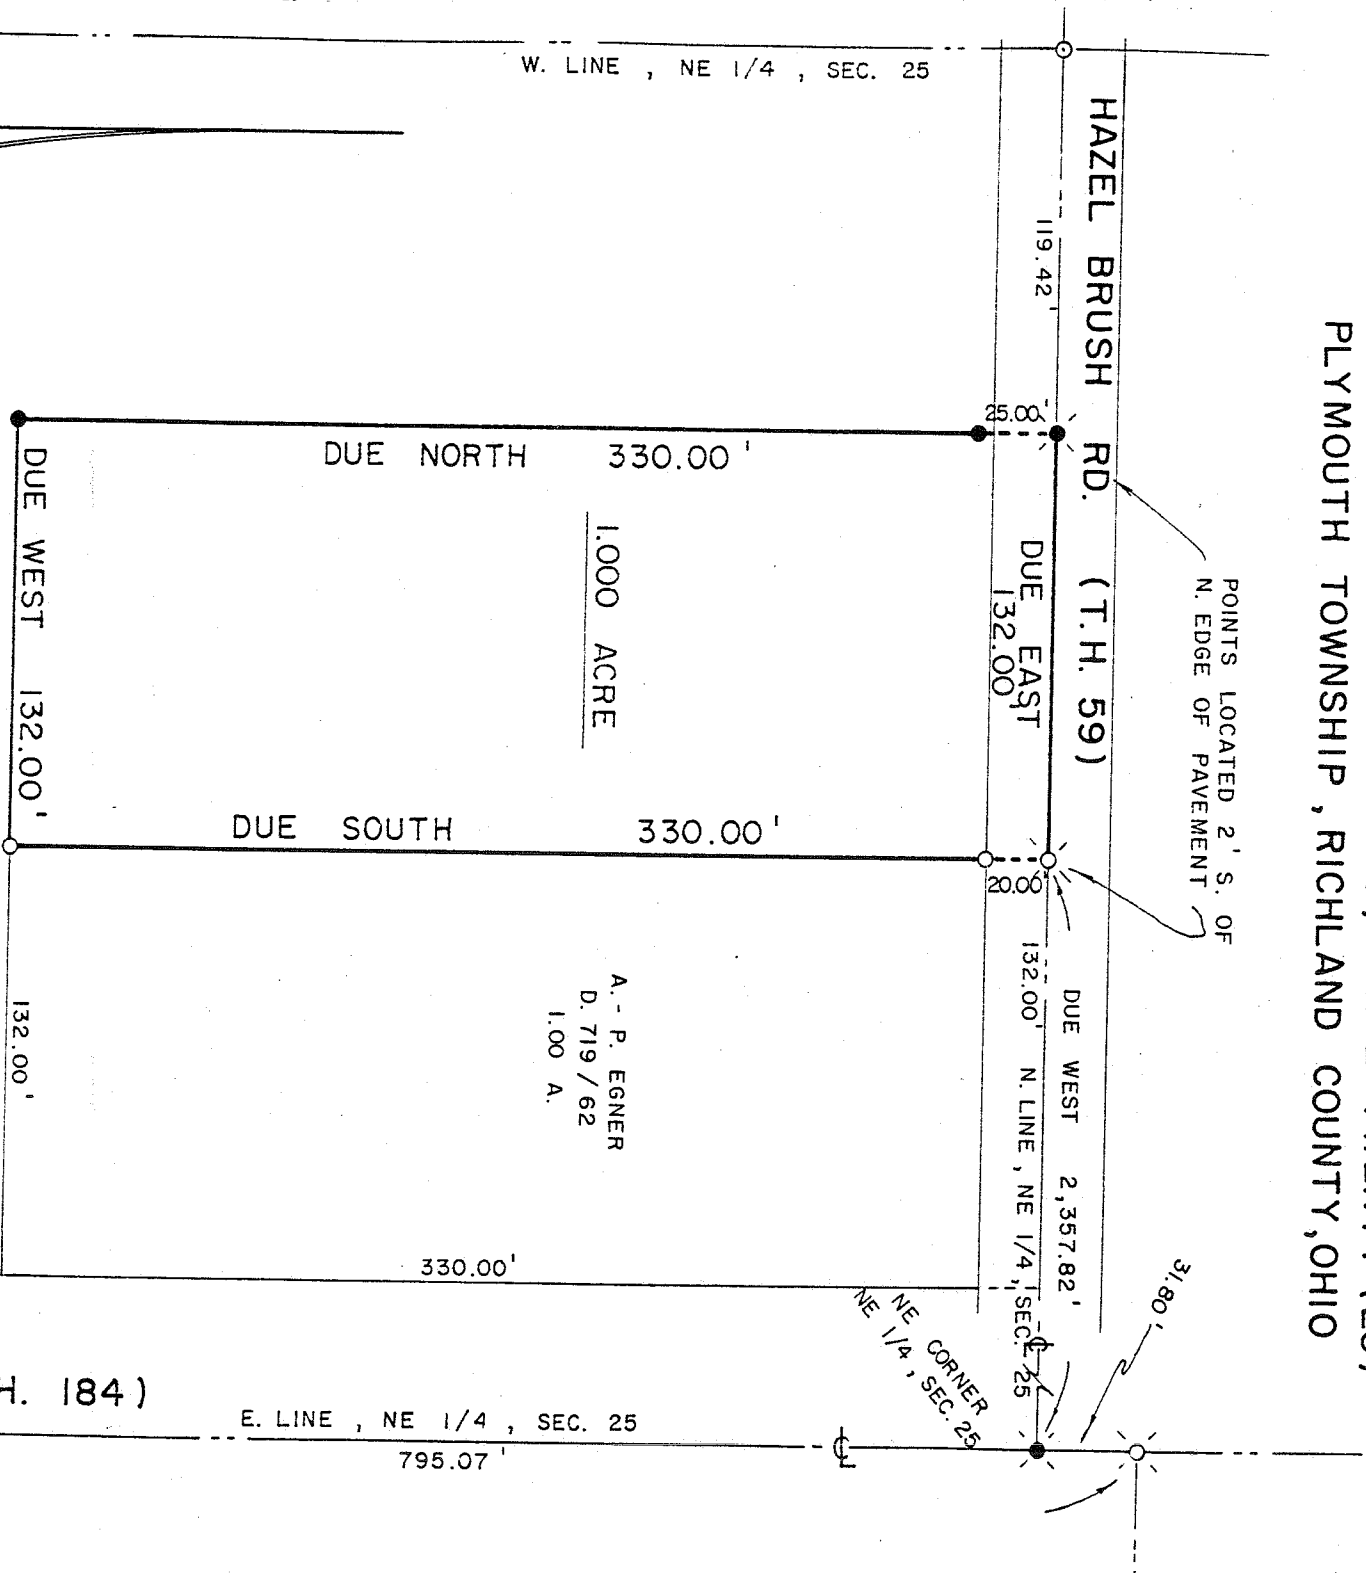 PLYMOUTH TOWNSHIP, RICHLAND COUNTY, OHIO
W. LINE , NE 1/4 , SEC. 25
HAZEL BRUSH RD. (T. H. 59)
119.42'
25.00'
POINTS LOCATED 2' S. OF
N. EDGE OF PAVEMENT
DUE NORTH 330.00'
DUE EAST
132.00'
1.000 ACRE
DUE WEST 132.00'
DUE SOUTH 330.00'
20.00'
DUE WEST 2,357.82'
132.00' N. LINE , NE 1/4 , SEC. 25
A. - P. EGNER
D. 719 / 62
1.00 A.
132.00'
330.00'
31.80'
NE CORNER
NE 1/4 , SEC. 25
H. 184)
E. LINE , NE 1/4 , SEC. 25
795.07'